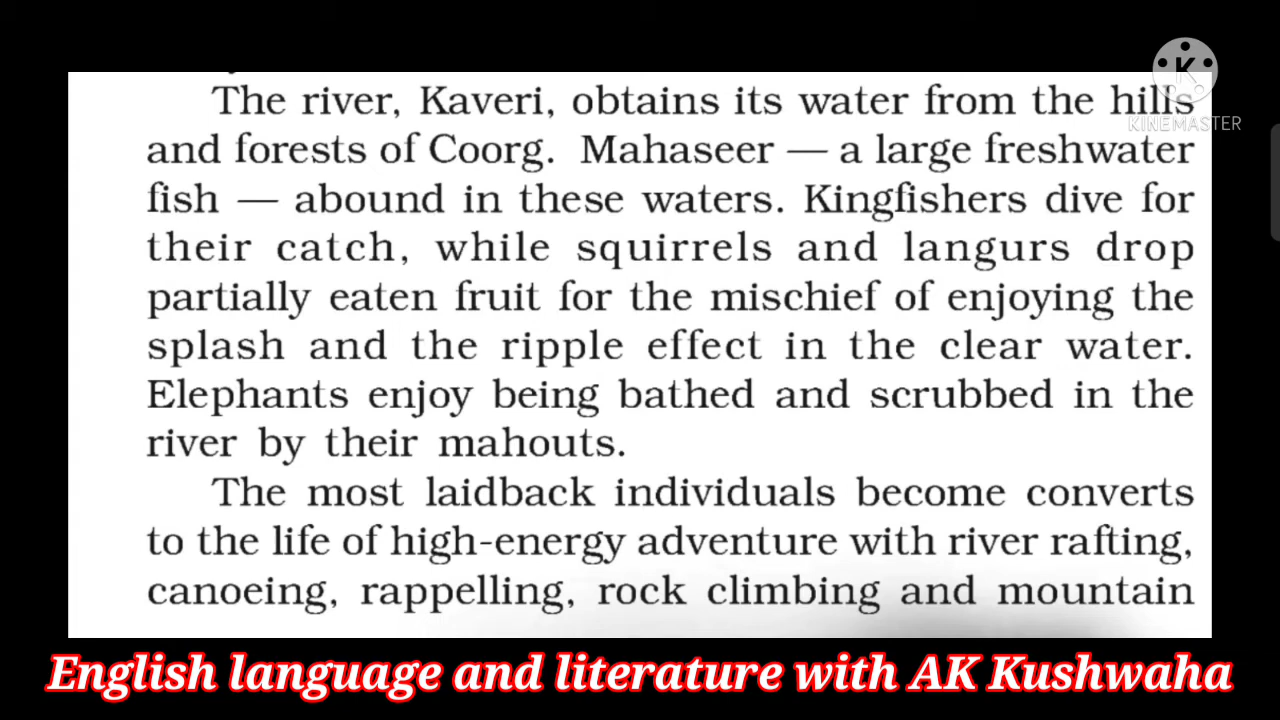 The river, Kaveri, obtains its water from the hills
and forests of Coorg. Mahaseer — a large freshwater
fish — abound in these waters. Kingfishers dive for
their catch, while squirrels and langurs drop
partially eaten fruit for the mischief of enjoying the
splash and the ripple effect in the clear water.
Elephants enjoy being bathed and scrubbed in the
river by their mahouts.
The most laidback individuals become converts
to the life of high-energy adventure with river rafting,
canoeing, rappelling, rock climbing and mountain
K
KINEMASTER
English language and literature with AK Kushwaha